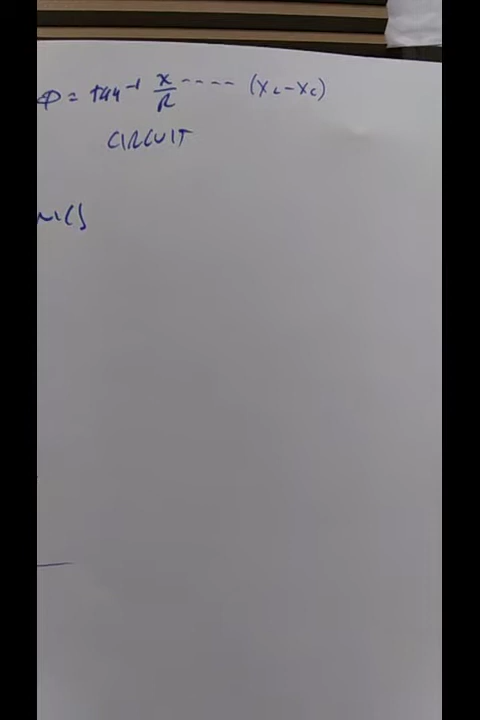 φ = tan⁻¹ X/R ---- (XL-XC)
CIRCUIT